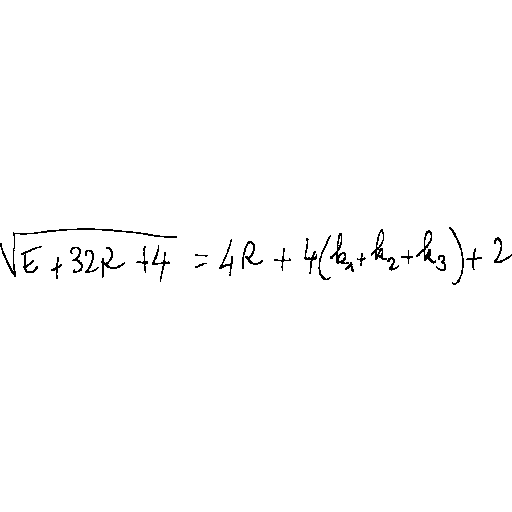 √(E + 32R + 4) = 4R + 4(k₁ + k₂ + k₃) + 2